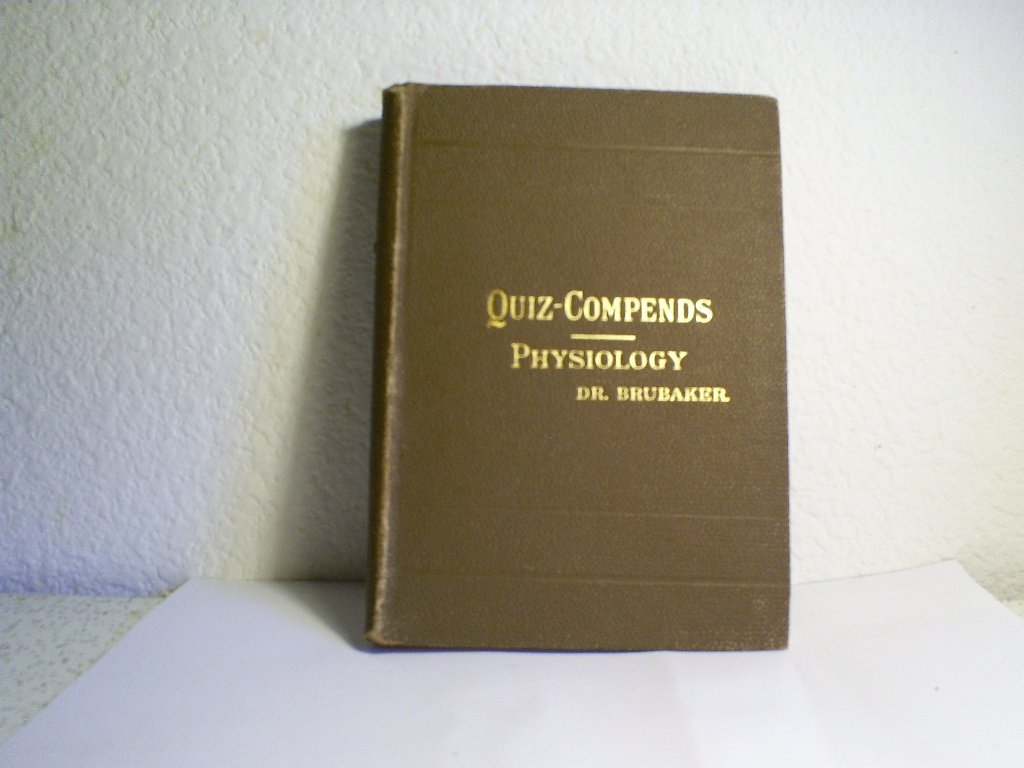 QUIZ-COMPENDS
PHYSIOLOGY
DR. BRUBAKER